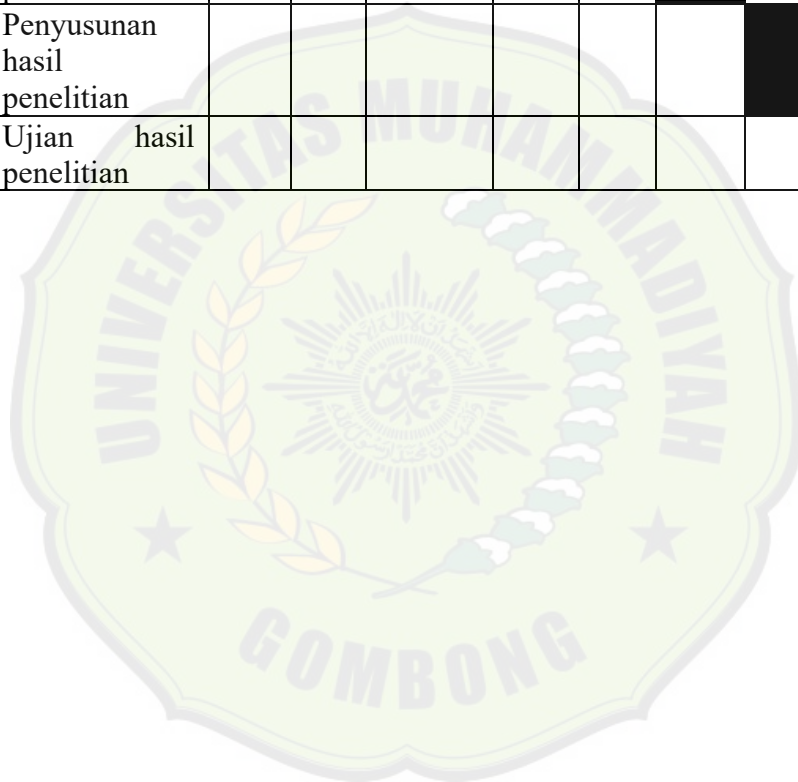 Penyusunan
hasil
penelitian
Ujian hasil
penelitian
UNIVERSITAS MUHAMMADIYAH
GOMBONG